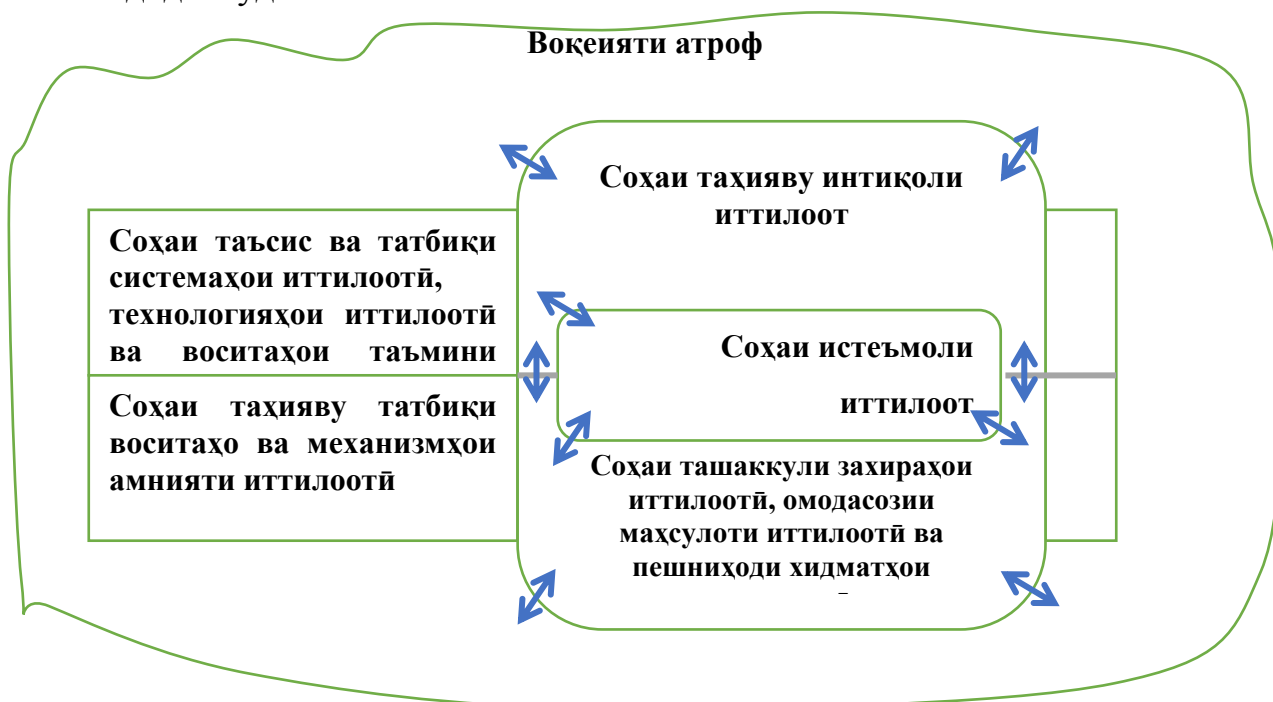 Воқеияти атроф
Соҳаи таҳияву интиқоли
иттилоот
Соҳаи таъсис ва татбиқи
системаҳои иттилоотӣ,
технологияҳои иттилоотӣ
ва воситаҳои таъмини
Соҳаи истеъмоли
иттилоот
Соҳаи таҳияву татбиқи
воситаҳо ва механизмҳои
амнияти иттилоотӣ
Соҳаи ташаккули захираҳои
иттилоотӣ, омодасозии
маҳсулоти иттилоотӣ ва
пешниҳоди хидматҳои